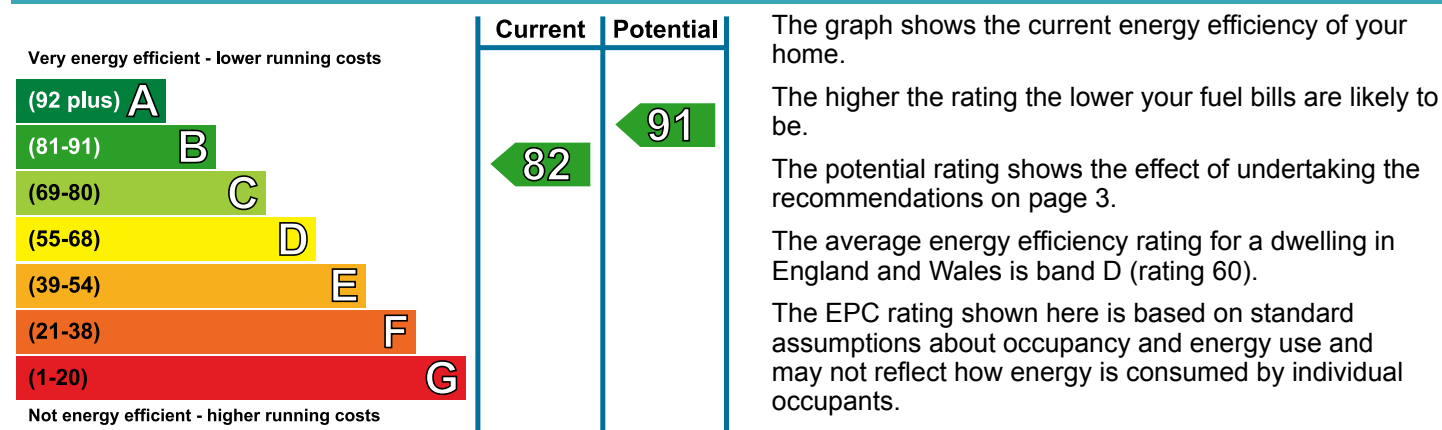 Current Potential
Very energy efficient - lower running costs
(92 plus) A
(81-91) B
(69-80) C
(55-68) D
(39-54) E
(21-38) F
(1-20) G
Not energy efficient - higher running costs
82
91
The graph shows the current energy efficiency of your
home.
The higher the rating the lower your fuel bills are likely to
be.
The potential rating shows the effect of undertaking the
recommendations on page 3.
The average energy efficiency rating for a dwelling in
England and Wales is band D (rating 60).
The EPC rating shown here is based on standard
assumptions about occupancy and energy use and
may not reflect how energy is consumed by individual
occupants.